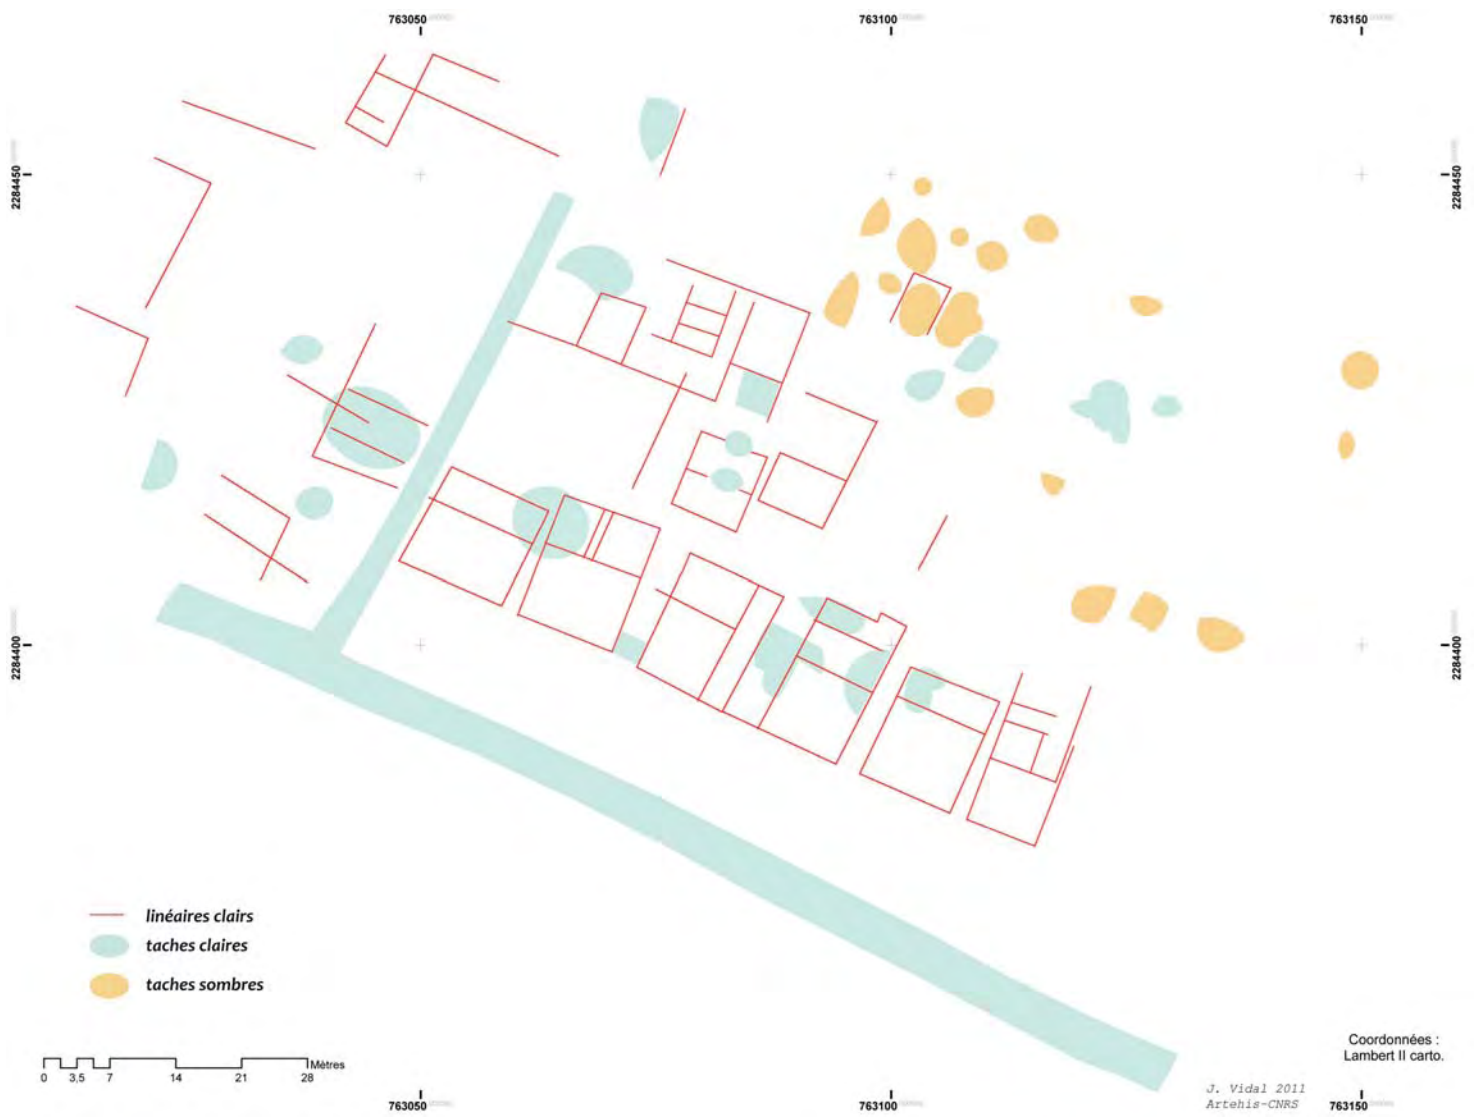 763050
763100
763150
2284450
2284450
2284400
2284400
linéaires clairs
taches claires
taches sombres
Mètres
0 3,5 7 14 21 28
Coordonnées :
Lambert II carto.
J. Vidal 2011
Artehis-CNRS
763050
763100
763150